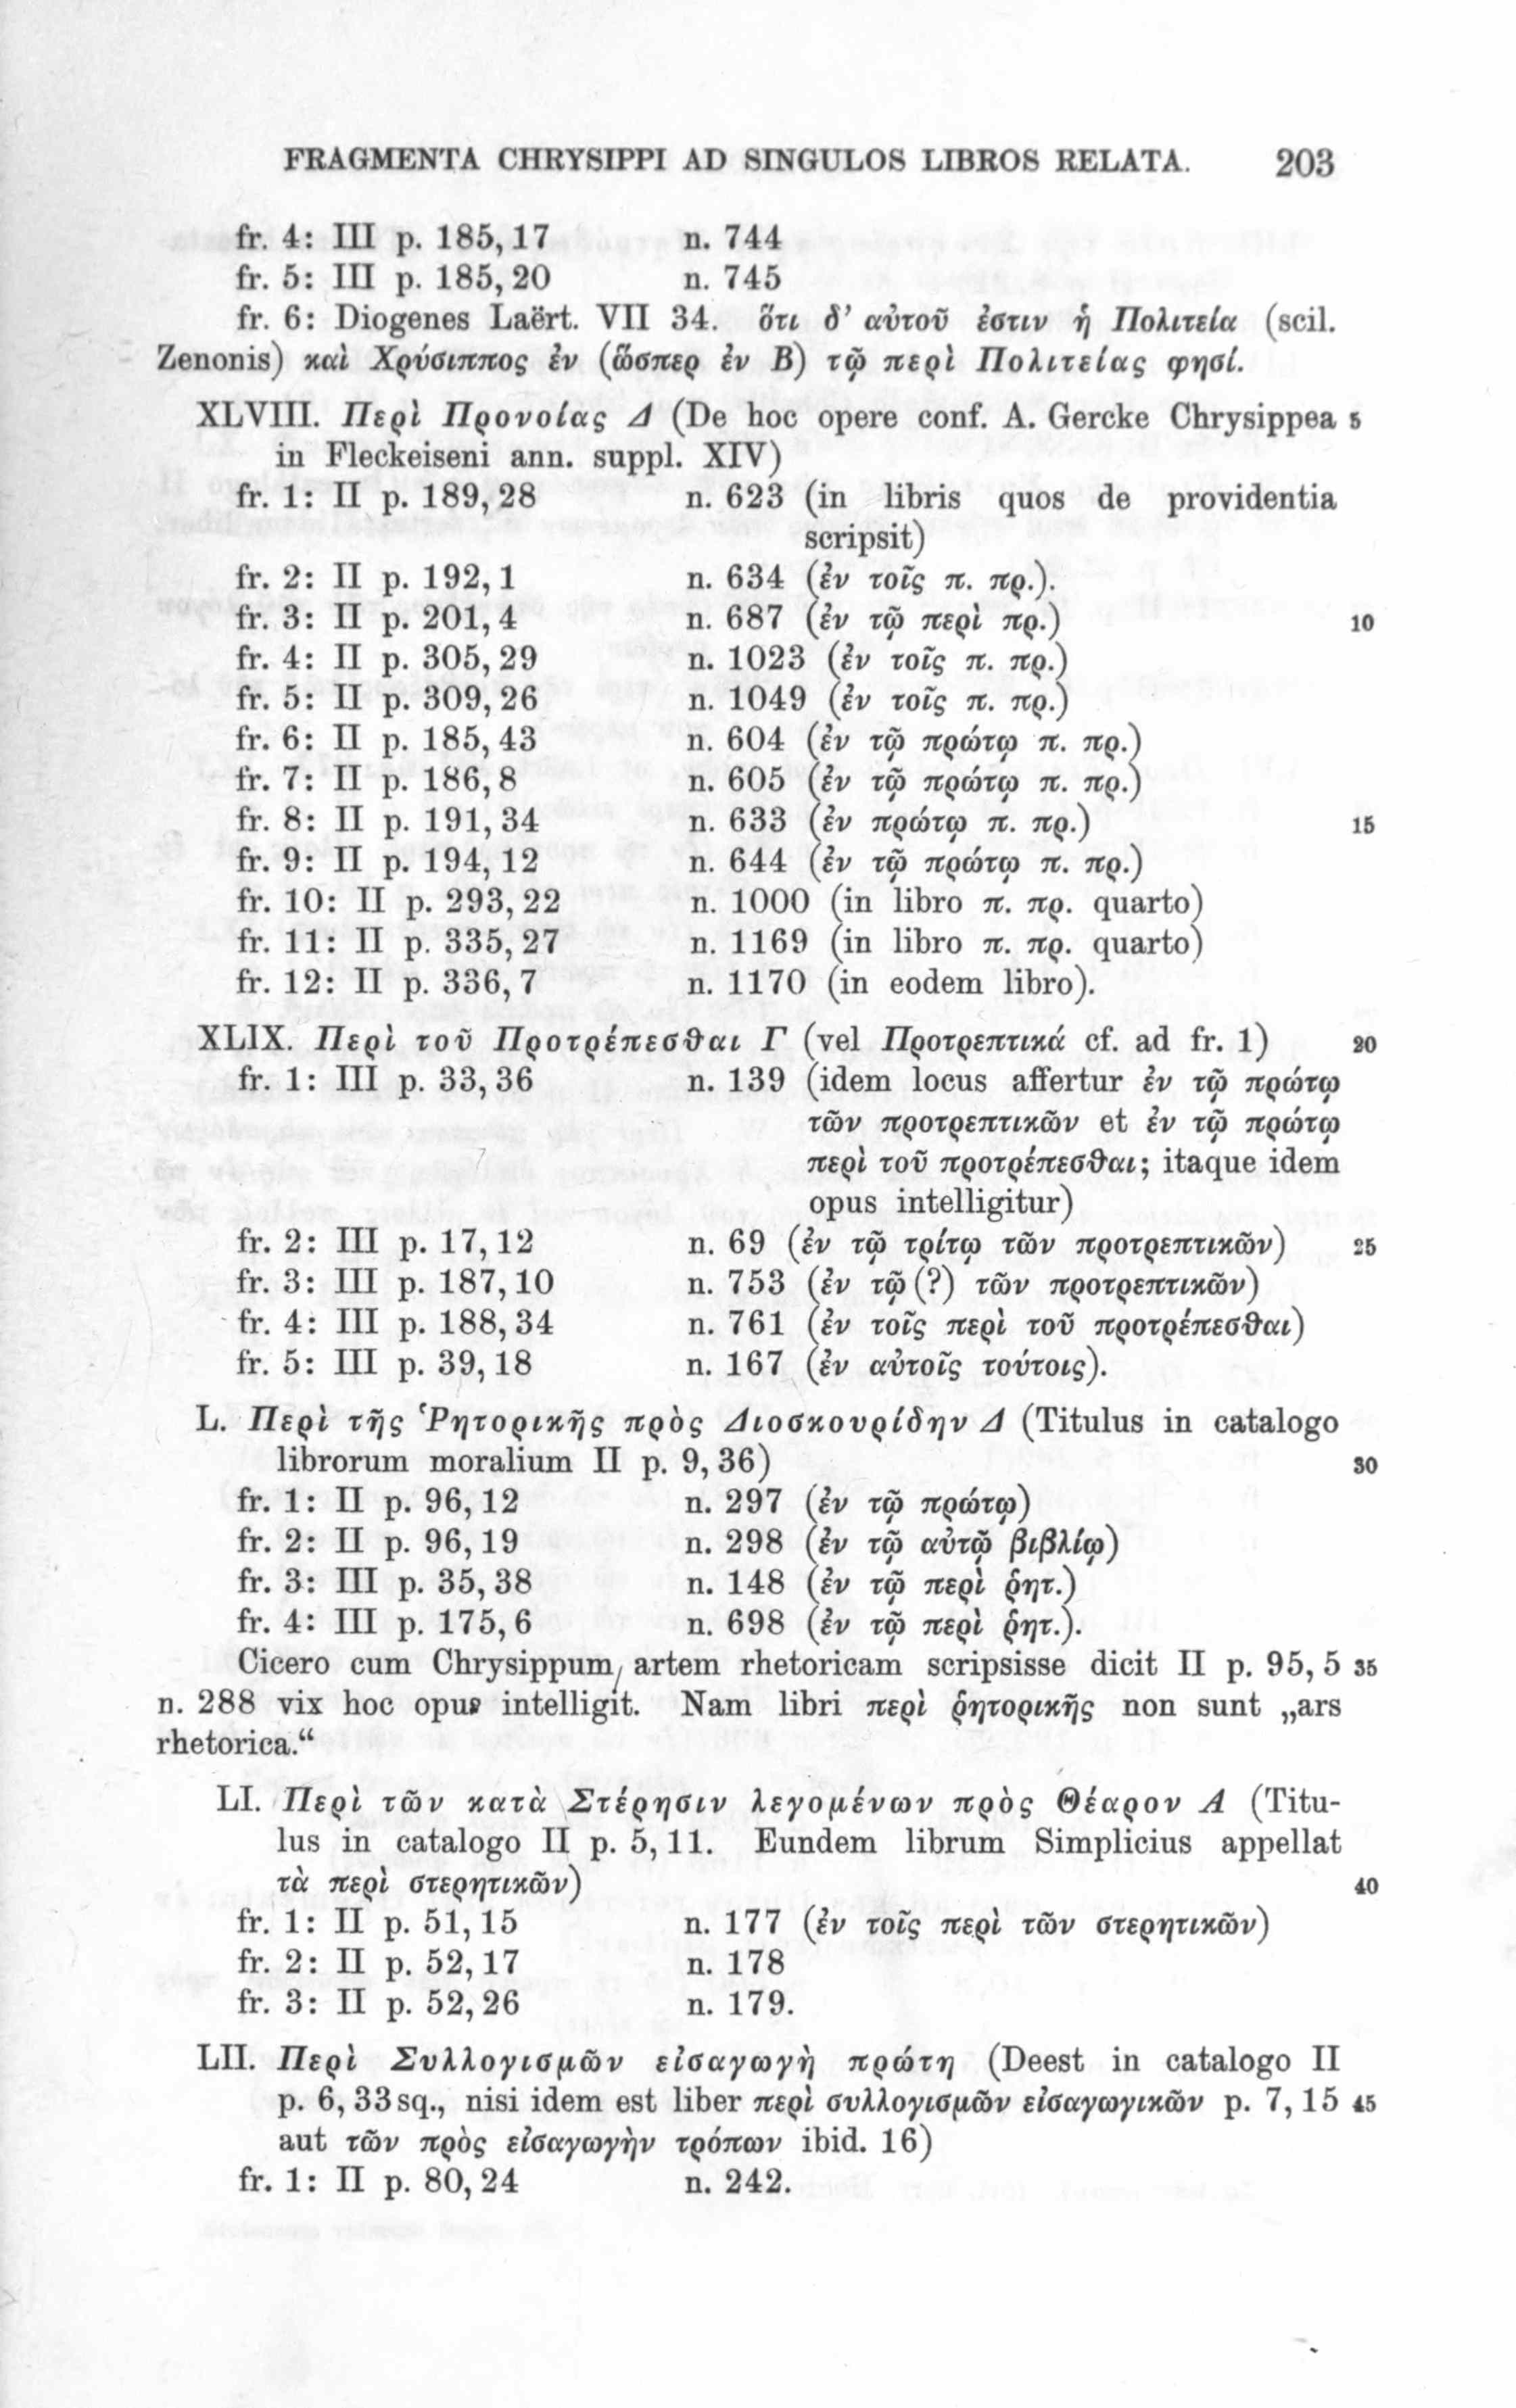 FRAGMENTA CHRYSIPPI AD SINGULOS LIBROS RELATA. 203
fr. 4: III p. 185,17 n. 744
fr. 5: III p. 185,20 n. 745
fr. 6: Diogenes Laërt. VII 34. ὅτι δ’ αὐτοῦ ἐστιν ἡ Πολιτεία (scil.
Zenonis) καὶ Χρύσιππος ἐν (ὥσπερ ἐν B) τῷ περὶ Πολιτείας φησί.
XLVIII. Περὶ Προνοίας Δ (De hoc opere conf. A. Gercke Chrysippea 5
in Fleckeiseni ann. suppl. XIV)
fr. 1: II p. 189,28 n. 623 (in libris quos de providentia
scripsit)
fr. 2: II p. 192,1 n. 634 (ἐν τοῖς π. πρ.).
fr. 3: II p. 201,4 n. 687 (ἐν τῷ περὶ πρ.) 10
fr. 4: II p. 305,29 n. 1023 (ἐν τοῖς π. πρ.)
fr. 5: II p. 309,26 n. 1049 (ἐν τοῖς π. πρ.)
fr. 6: II p. 185,43 n. 604 (ἐν τῷ πρώτῳ π. πρ.)
fr. 7: II p. 186,8 n. 605 (ἐν τῷ πρώτῳ π. πρ.)
fr. 8: II p. 191,34 n. 633 (ἐν πρώτῳ π. πρ.) 15
fr. 9: II p. 194,12 n. 644 (ἐν τῷ πρώτῳ π. πρ.)
fr. 10: II p. 293,22 n. 1000 (in libro π. πρ. quarto)
fr. 11: II p. 335,27 n. 1169 (in libro π. πρ. quarto)
fr. 12: II p. 336,7 n. 1170 (in eodem libro).
XLIX. Περὶ τοῦ Προτρέπεσθαι Γ (vel Προτρεπτικά cf. ad fr. 1) 20
fr. 1: III p. 33,36 n. 139 (idem locus affertur ἐν τῷ πρώτῳ
τῶν προτρεπτικῶν et ἐν τῷ πρώτῳ
περὶ τοῦ προτρέπεσθαι; itaque idem
opus intelligitur)
fr. 2: III p. 17,12 n. 69 (ἐν τῷ τρίτῳ τῶν προτρεπτικῶν) 25
fr. 3: III p. 187,10 n. 753 (ἐν τῷ (?) τῶν προτρεπτικῶν)
fr. 4: III p. 188,34 n. 761 (ἐν τοῖς περὶ τοῦ προτρέπεσθαι)
fr. 5: III p. 39,18 n. 167 (ἐν αὐτοῖς τούτοις).
L. Περὶ τῆς Ῥητορικῆς πρὸς Διοσκουρίδην Δ (Titulus in catalogo
librorum moralium II p. 9,36) 30
fr. 1: II p. 96,12 n. 297 (ἐν τῷ πρώτῳ)
fr. 2: II p. 96,19 n. 298 (ἐν τῷ αὐτῷ βιβλίῳ)
fr. 3: III p. 35,38 n. 148 (ἐν τῷ περὶ ῥητ.)
fr. 4: III p. 175,6 n. 698 (ἐν τῷ περὶ ῥητ.).
Cicero cum Chrysippum artem rhetoricam scripsisse dicit II p. 95,5 35
n. 288 vix hoc opus intelligit. Nam libri περὶ ῥητορικῆς non sunt „ars
rhetorica.“
LI. Περὶ τῶν κατὰ Στέρησιν λεγομένων πρὸς Θέαρον Α (Titu-
lus in catalogo II p. 5,11. Eundem librum Simplicius appellat
τὰ περὶ στερητικῶν) 40
fr. 1: II p. 51,15 n. 177 (ἐν τοῖς περὶ τῶν στερητικῶν)
fr. 2: II p. 52,17 n. 178
fr. 3: II p. 52,26 n. 179.
LII. Περὶ Συλλογισμῶν εἰσαγωγὴ πρώτη (Deest in catalogo II
p. 6,33 sq., nisi idem est liber περὶ συλλογισμῶν εἰσαγωγικῶν p. 7,15 45
aut τῶν πρὸς εἰσαγωγὴν τρόπων ibid. 16)
fr. 1: II p. 80,24 n. 242.